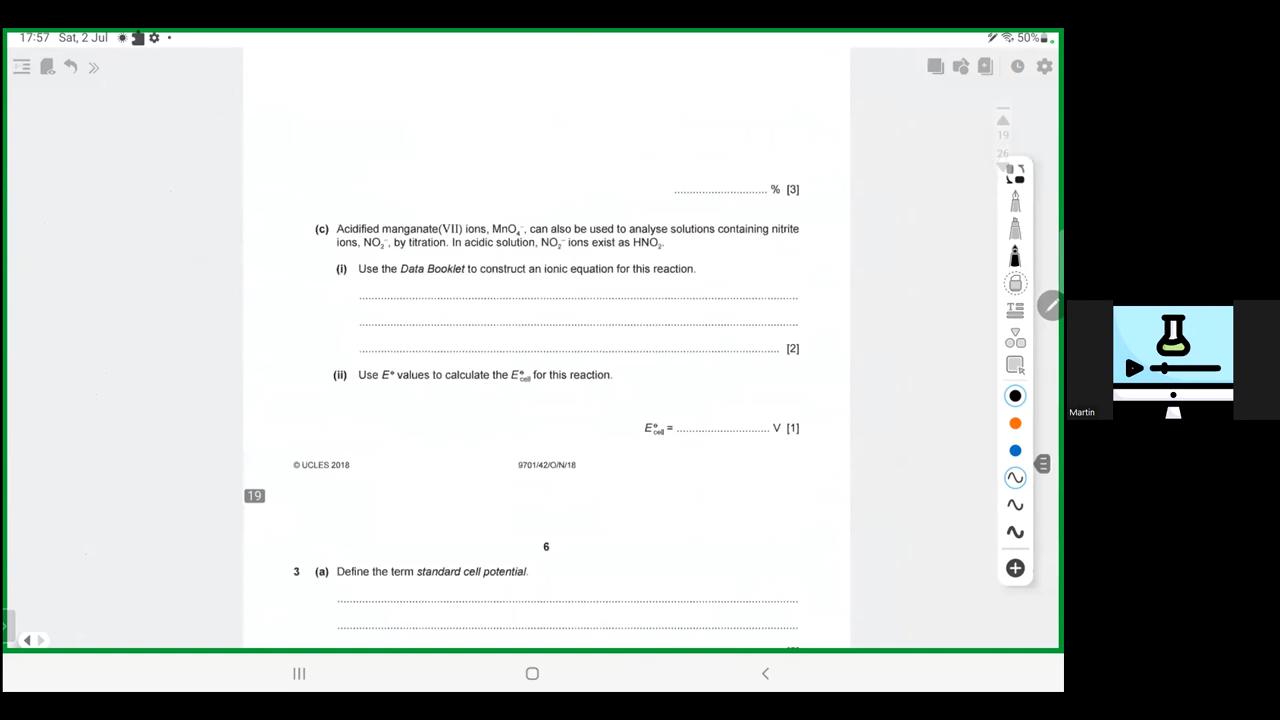 17:57 Sat, 2 Jul
50%
19
26
............................ % [3]
(c) Acidified manganate(VII) ions, MnO₄⁻, can also be used to analyse solutions containing nitrite
ions, NO₂⁻, by titration. In acidic solution, NO₂⁻ ions exist as HNO₂.
(i) Use the Data Booklet to construct an ionic equation for this reaction.
[2]
(ii) Use E° values to calculate the E°cell for this reaction.
E°cell = ............................ V [1]
© UCLES 2018 9701/42/O/N/18
19
6
3 (a) Define the term standard cell potential.
Martin